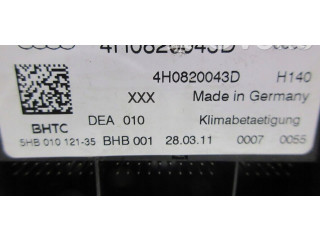 4H0820043D
4H0820043D H140
XXX Made in Germany
DEA 010 Klimabetaetigung
BHTC
5HB 010 121-35 BHB 001 28.03.11 0007 0055